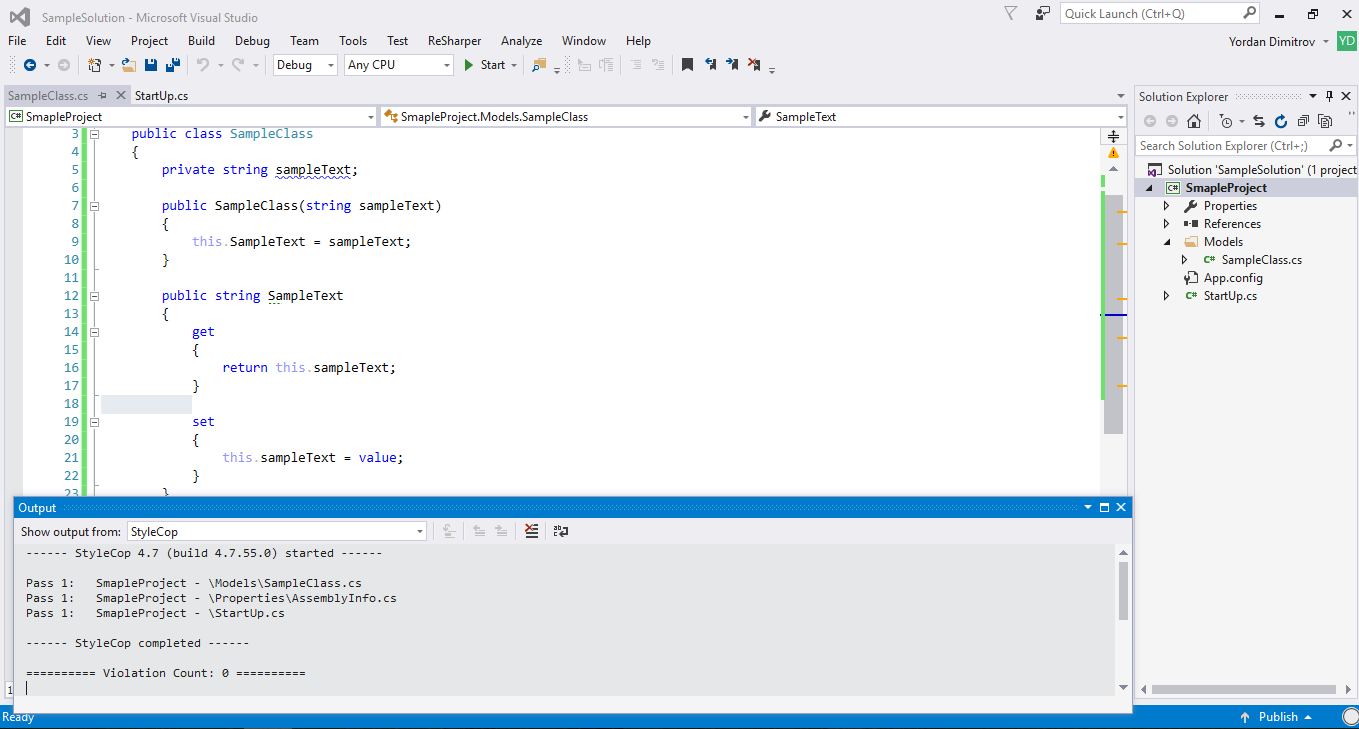 SampleSolution - Microsoft Visual Studio
Quick Launch (Ctrl+Q)
File Edit View Project Build Debug Team Tools Test ReSharper Analyze Window Help
Yordan Dimitrov YD
Debug Any CPU Start
SampleClass.cs StartUp.cs
C# SmapleProject SmapleProject.Models.SampleClass SampleText
3 public class SampleClass
4 {
5 private string sampleText;
6
7 public SampleClass(string sampleText)
8 {
9 this.SampleText = sampleText;
10 }
11
12 public string SampleText
13 {
14 get
15 {
16 return this.sampleText;
17 }
18
19 set
20 {
21 this.sampleText = value;
22 }
23 }
Output
Show output from: StyleCop
------ StyleCop 4.7 (build 4.7.55.0) started ------
Pass 1: SmapleProject - \Models\SampleClass.cs
Pass 1: SmapleProject - \Properties\AssemblyInfo.cs
Pass 1: SmapleProject - \StartUp.cs
------ StyleCop completed ------
========== Violation Count: 0 ==========
1
Solution Explorer
Search Solution Explorer (Ctrl+;)
Solution 'SampleSolution' (1 project
C# SmapleProject
Properties
References
Models
C# SampleClass.cs
App.config
C# StartUp.cs
Ready
Publish